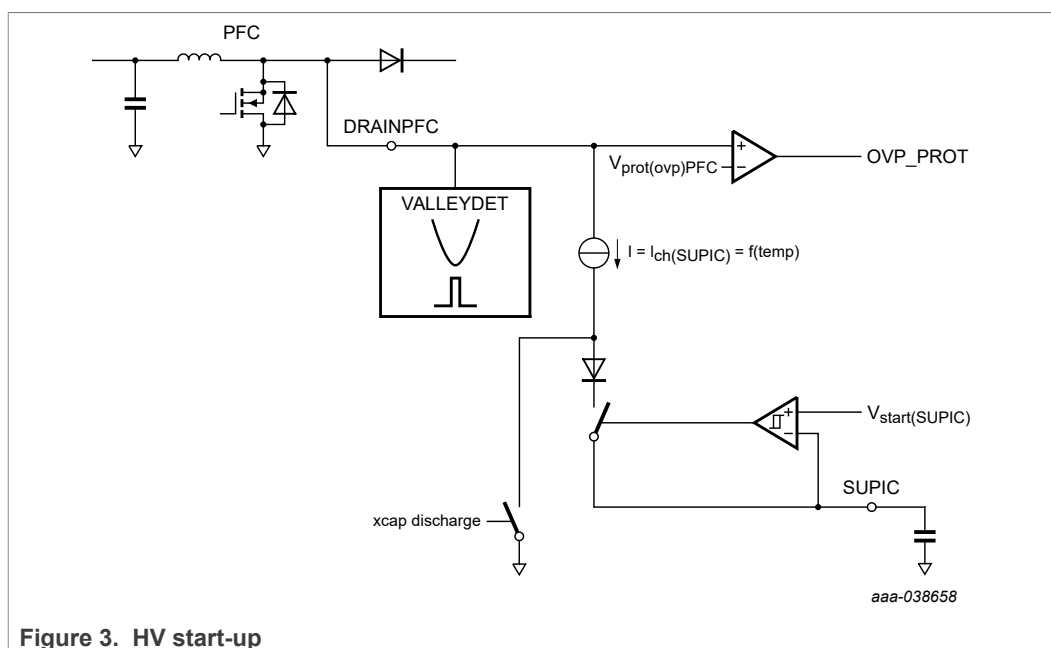 PFC
DRAINPFC
Vprot(ovp)PFC
+
−
OVP_PROT
VALLEYDET
I = Ich(SUPIC) = f(temp)
+
−
Vstart(SUPIC)
SUPIC
xcap discharge
aaa-038658
Figure 3. HV start-up